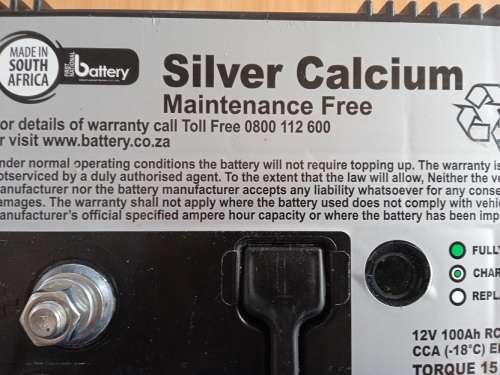 MADE IN
SOUTH
AFRICA
FIRST NATIONAL
battery
Silver Calcium
Maintenance Free
or details of warranty call Toll Free 0800 112 600
r visit www.battery.co.za
nder normal operating conditions the battery will not require topping up. The warranty is
otserviced by a duly authorised agent. To the extent that the law will allow, Neither the ve
anufacturer nor the battery manufacturer accepts any liability whatsoever for any conse
amages. The warranty shall not apply where the battery used does not comply with vehic
anufacturer's official specified ampere hour capacity or where the battery has been imp
FULLY
CHAR
REPL
12V 100Ah RC
CCA (-18°C) E
TORQUE 15